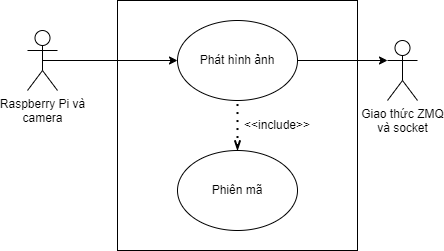 Phát hình ảnh
Raspberry Pi và
camera
Giao thức ZMQ
và socket
<<include>>
Phiên mã